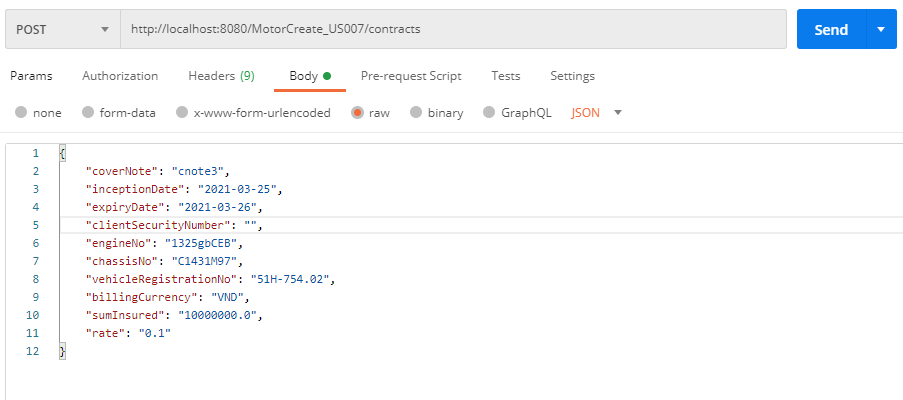 POST http://localhost:8080/MotorCreate_US007/contracts Send
Params Authorization Headers (9) Body Pre-request Script Tests Settings
none form-data x-www-form-urlencoded raw binary GraphQL JSON
1 {
2 "coverNote": "cnote3",
3 "inceptionDate": "2021-03-25",
4 "expiryDate": "2021-03-26",
5 "clientSecurityNumber": "",
6 "engineNo": "1325gbCEB",
7 "chassisNo": "C1431M97",
8 "vehicleRegistrationNo": "51H-754.02",
9 "billingCurrency": "VND",
10 "sumInsured": "10000000.0",
11 "rate": "0.1"
12 }